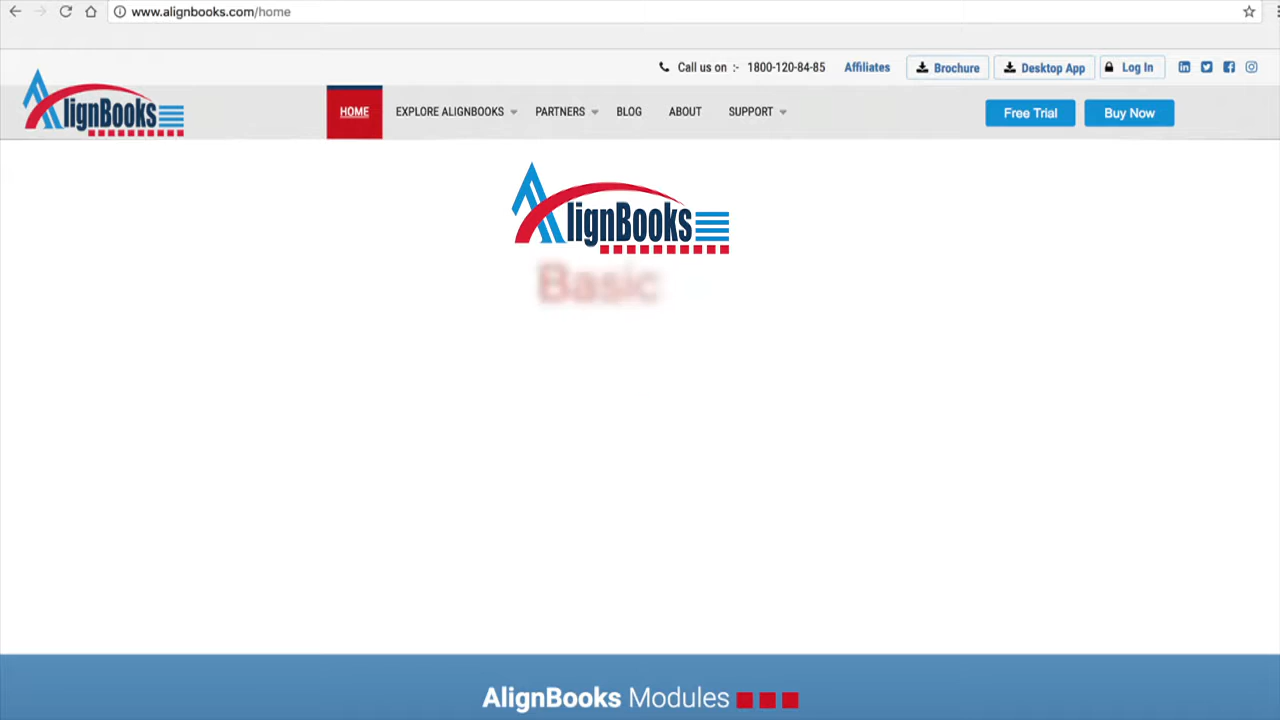 www.alignbooks.com/home
Call us on :- 1800-120-84-85 Affiliates Brochure Desktop App Log In
AlignBooks
HOME EXPLORE ALIGNBOOKS PARTNERS BLOG ABOUT SUPPORT Free Trial Buy Now
AlignBooks
Basic
AlignBooks Modules